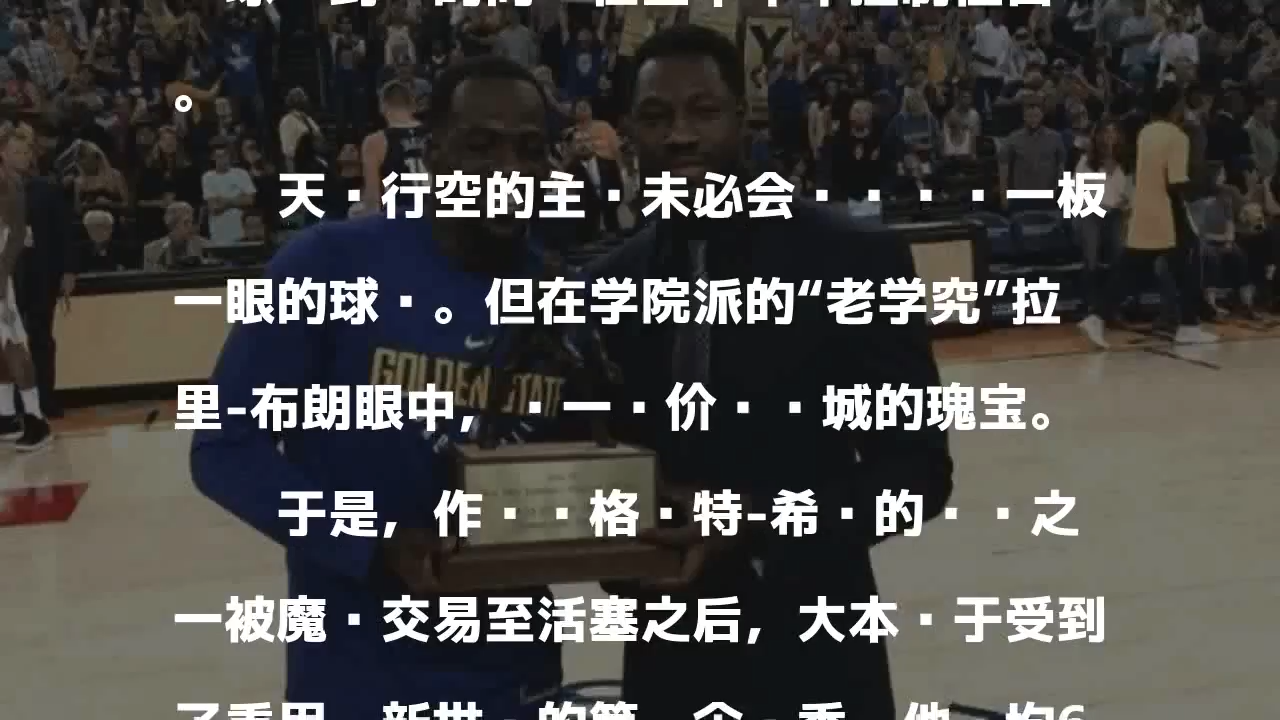 。
天·行空的主·未必会····一板
一眼的球·。但在学院派的“老学究”拉
里-布朗眼中，·一·价··城的瑰宝。
于是，作··格·特-希·的··之
一被魔·交易至活塞之后，大本·于受到
GOLDEN STATE